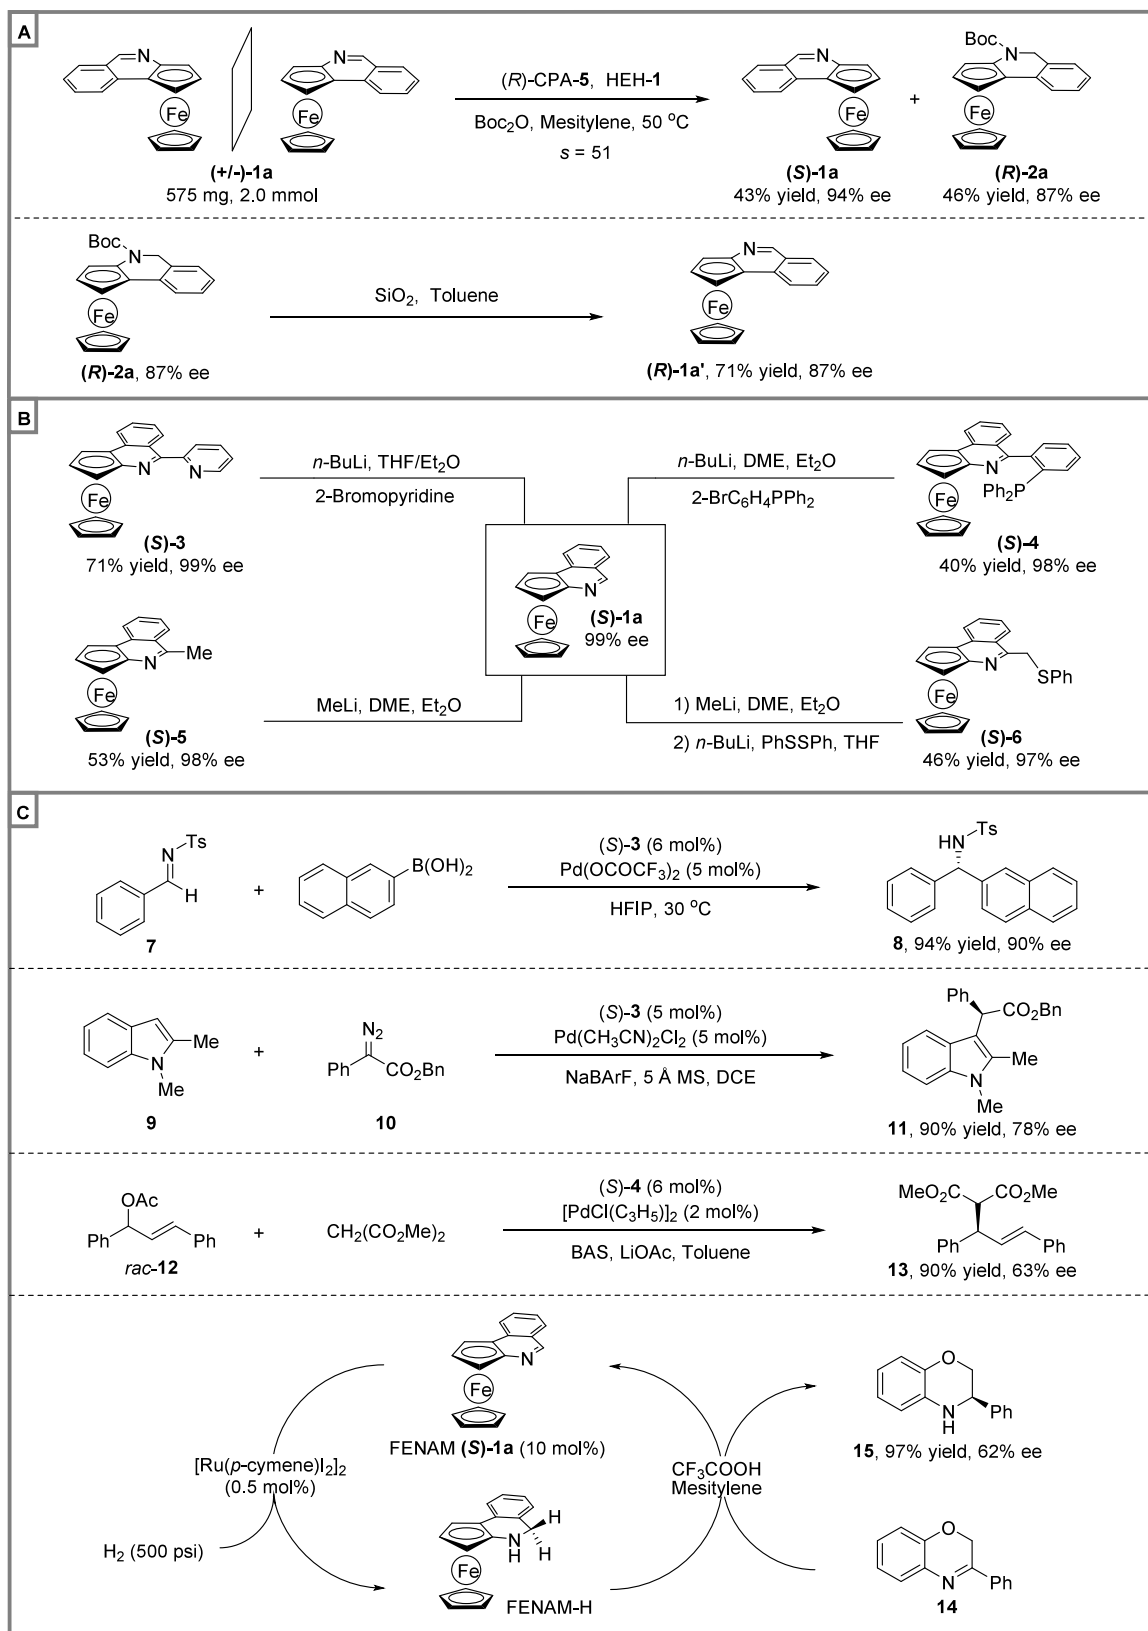 A
N
N
Fe
Fe
(+/-)-1a
575 mg, 2.0 mmol
(R)-CPA-5, HEH-1
Boc2O, Mesitylene, 50 °C
s = 51
N
Fe
(S)-1a
43% yield, 94% ee
+
Boc
N
Fe
(R)-2a
46% yield, 87% ee
Boc
N
Fe
(R)-2a, 87% ee
SiO2, Toluene
N
Fe
(R)-1a', 71% yield, 87% ee
B
N
N
Fe
(S)-3
71% yield, 99% ee
n-BuLi, THF/Et2O
2-Bromopyridine
n-BuLi, DME, Et2O
2-BrC6H4PPh2
N
Ph2P
Fe
(S)-4
40% yield, 98% ee
N
Fe
(S)-1a
99% ee
Me
N
Fe
(S)-5
53% yield, 98% ee
MeLi, DME, Et2O
1) MeLi, DME, Et2O
2) n-BuLi, PhSSPh, THF
N
SPh
Fe
(S)-6
46% yield, 97% ee
C
Ts
N
H
7
+
B(OH)2
(S)-3 (6 mol%)
Pd(OCOCF3)2 (5 mol%)
HFIP, 30 °C
Ts
HN
8, 94% yield, 90% ee
Me
N
Me
9
+
N2
Ph
CO2Bn
10
(S)-3 (5 mol%)
Pd(CH3CN)2Cl2 (5 mol%)
NaBArF, 5 Å MS, DCE
Ph
CO2Bn
Me
N
Me
11, 90% yield, 78% ee
OAc
Ph
Ph
rac-12
+
CH2(CO2Me)2
(S)-4 (6 mol%)
[PdCl(C3H5)]2 (2 mol%)
BAS, LiOAc, Toluene
MeO2C CO2Me
Ph
Ph
13, 90% yield, 63% ee
N
Fe
FENAM (S)-1a (10 mol%)
[Ru(p-cymene)I2]2
(0.5 mol%)
H2 (500 psi)
H
N
H
H
Fe
FENAM-H
CF3COOH
Mesitylene
O
N
H
Ph
15, 97% yield, 62% ee
O
N
Ph
14